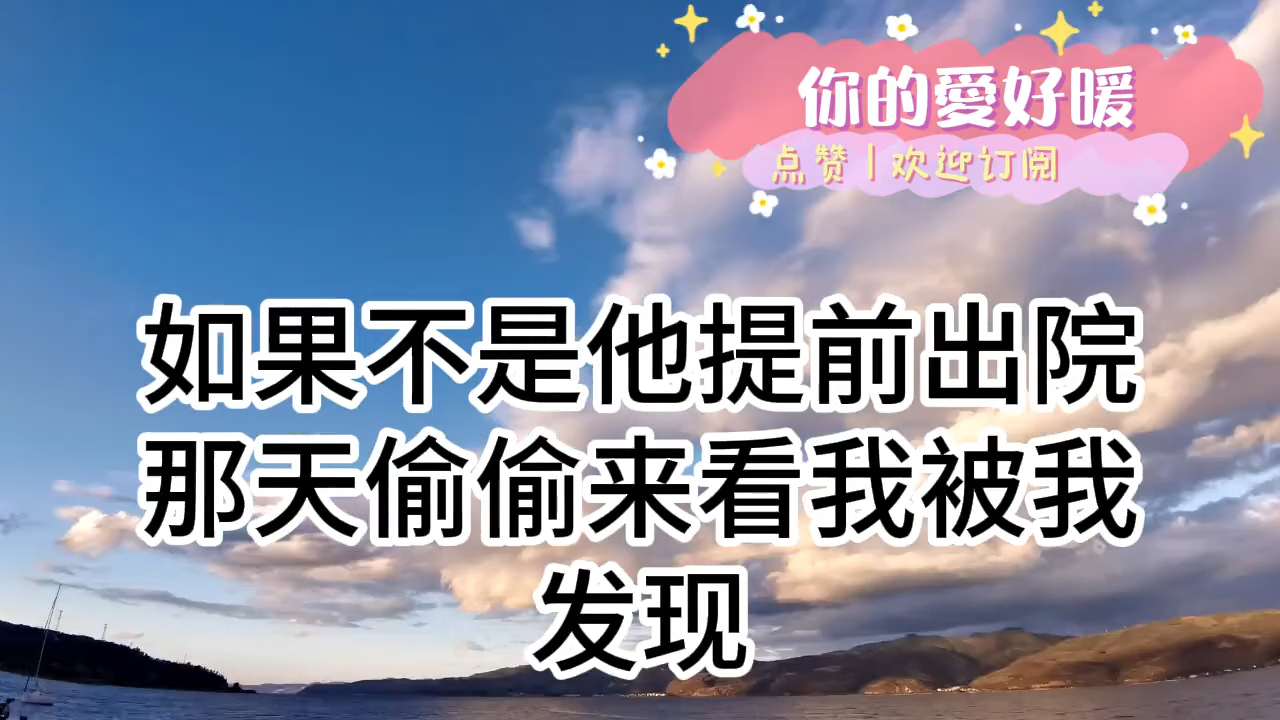 你的愛好暖
点赞 | 欢迎订阅
如果不是他提前出院
那天偷偷来看我被我
发现